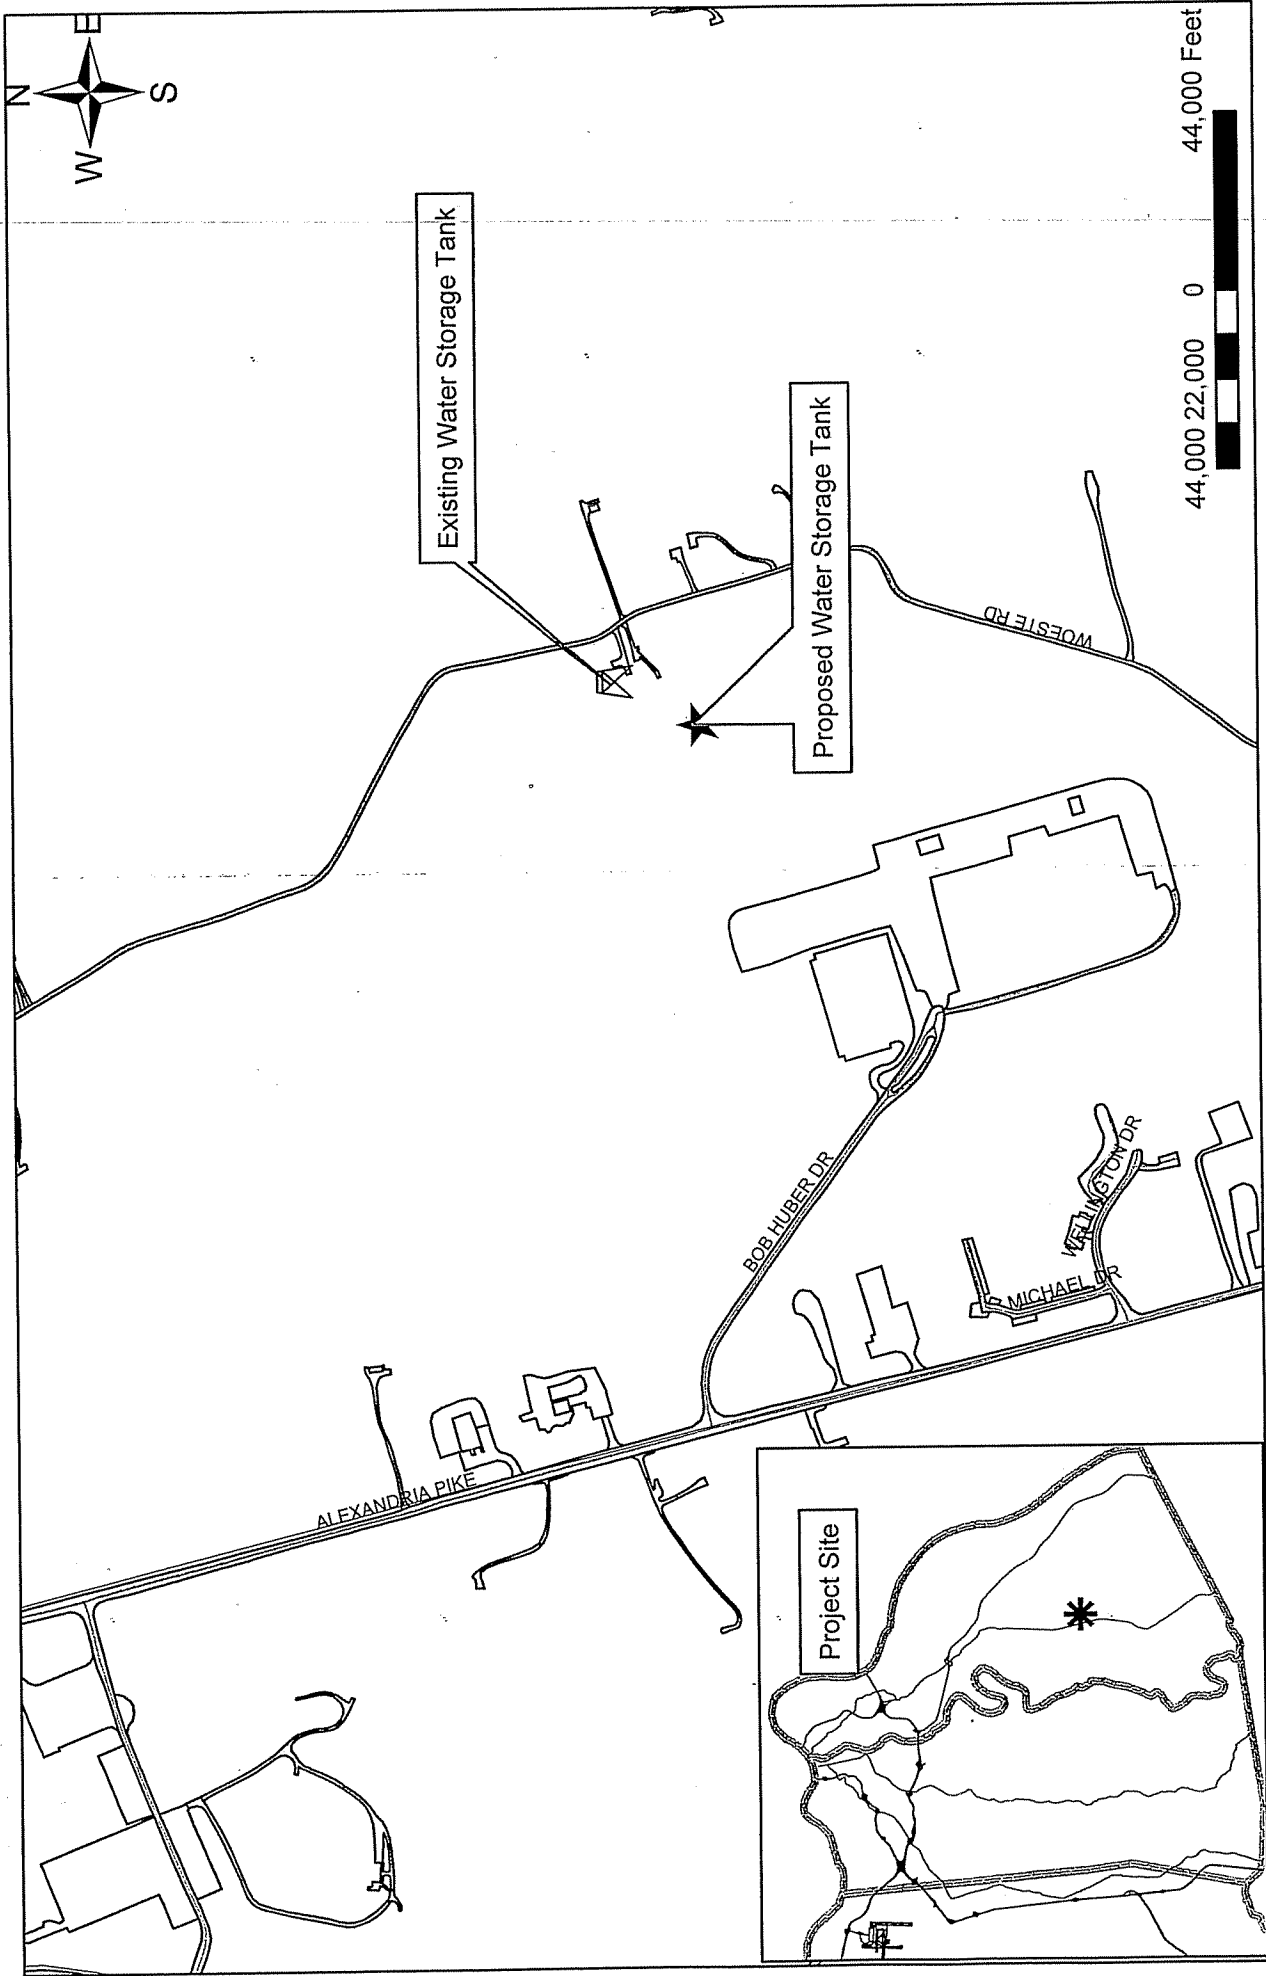 N
W E
S
Existing Water Storage Tank
Proposed Water Storage Tank
WOESTE RD
BOB HUBER DR
WELLINGTON DR
MICHAEL DR
ALEXANDRIA PIKE
Project Site
44,000 22,000 0 44,000 Feet